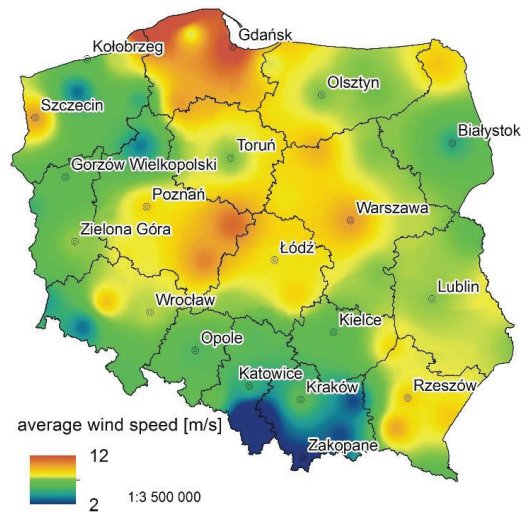 Gdańsk
Kołobrzeg
Olsztyn
Szczecin
Białystok
Toruń
Gorzów Wielkopolski
Poznań
Warszawa
Zielona Góra
Łódź
Lublin
Wrocław
Kielce
Opole
Katowice
Kraków
Rzeszów
average wind speed [m/s]
Zakopane
12
2
1:3 500 000